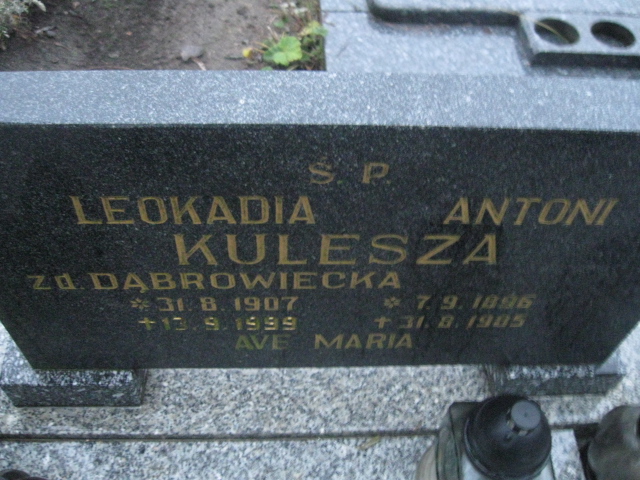 Ś. P.
LEOKADIA ANTONI
KULESZA
zd. DĄBROWIECKA
* 31. 8. 1907 * 7. 9. 1896
+ 13. 9. 1999 + 31. 8. 1985
AVE MARIA